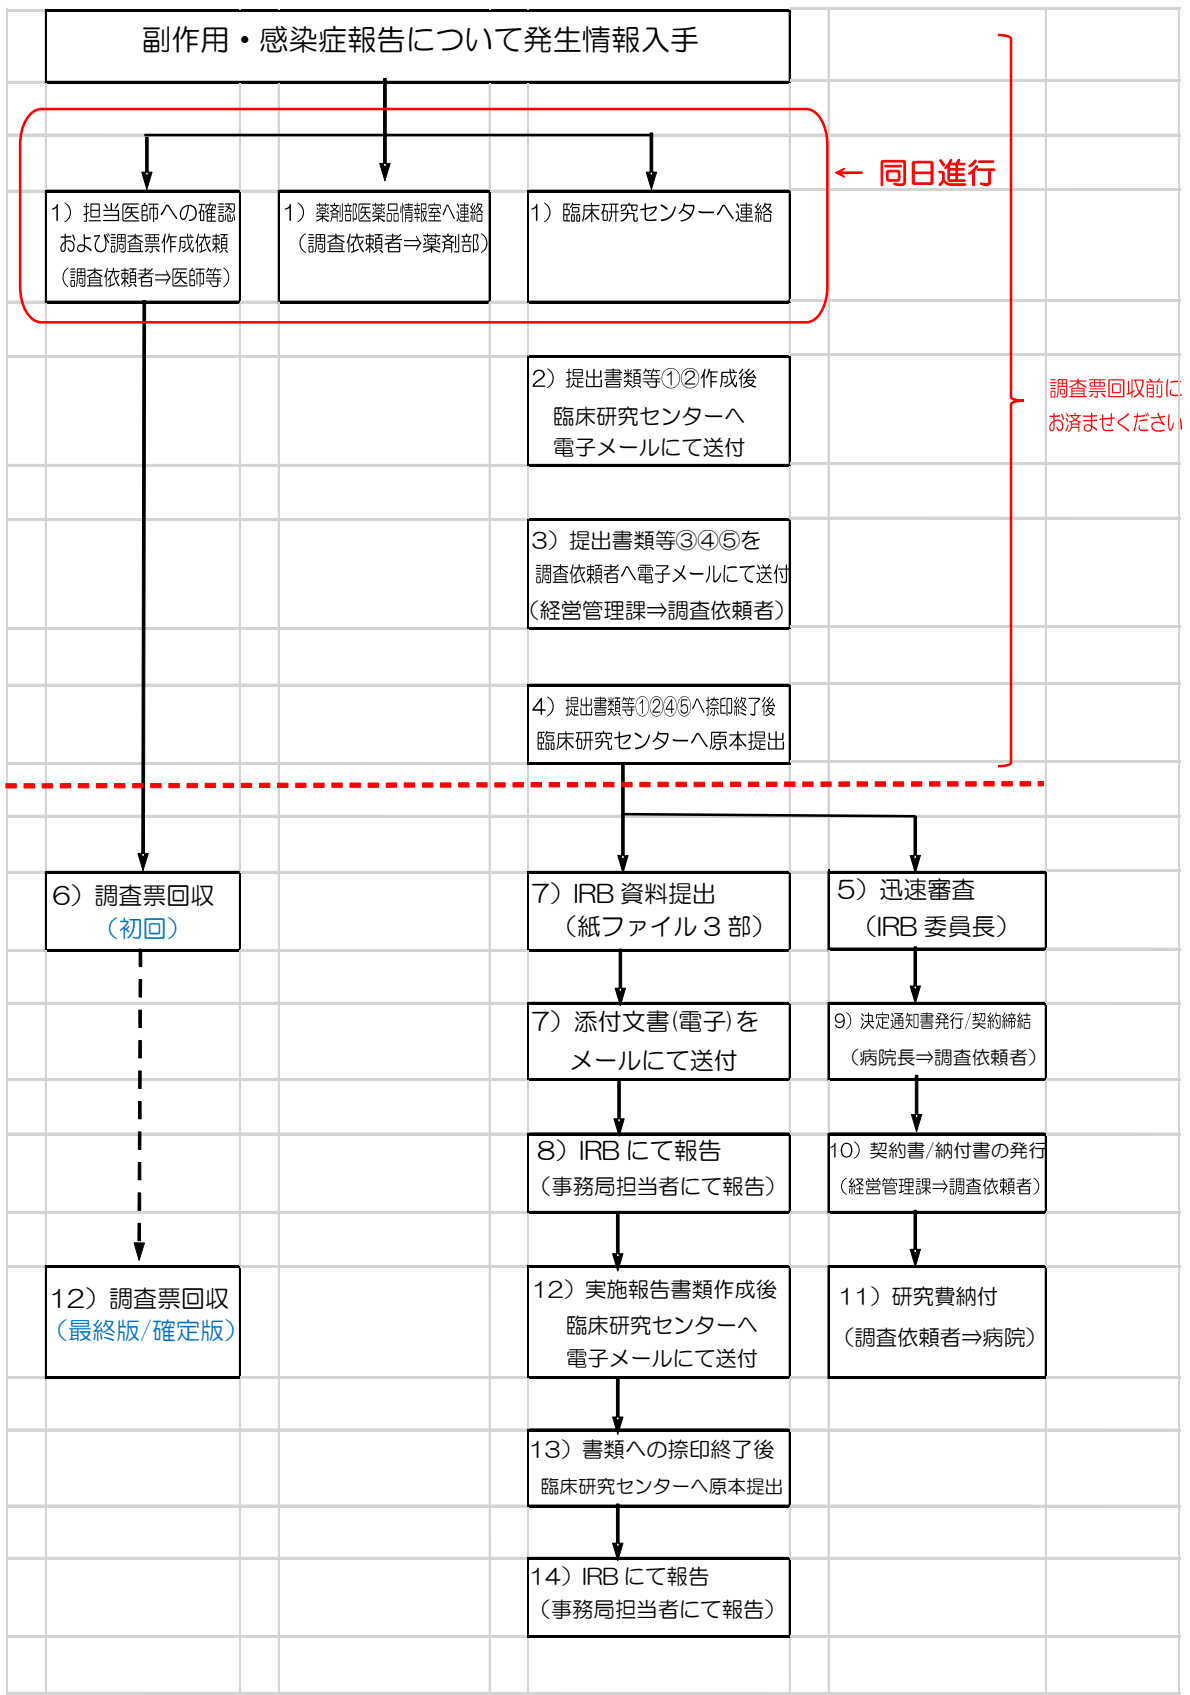 副作用・感染症報告について発生情報入手
← 同日進行
1）担当医師への確認
および調査票作成依頼
（調査依頼者⇒医師等）
1）薬剤部医薬品情報室へ連絡
（調査依頼者⇒薬剤部）
1）臨床研究センターへ連絡
2）提出書類等①②作成後
臨床研究センターへ
電子メールにて送付
調査票回収前に
お済ませください
3）提出書類等③④⑤を
調査依頼者へ電子メールにて送付
（経営管理課⇒調査依頼者）
4）提出書類等①②④⑤へ捺印終了後
臨床研究センターへ原本提出
6）調査票回収
（初回）
7）IRB 資料提出
（紙ファイル 3 部）
5）迅速審査
（IRB 委員長）
7）添付文書(電子)を
メールにて送付
9）決定通知書発行/契約締結
（病院長⇒調査依頼者）
8）IRB にて報告
（事務局担当者にて報告）
10）契約書/納付書の発行
（経営管理課⇒調査依頼者）
12）調査票回収
（最終版/確定版）
12）実施報告書類作成後
臨床研究センターへ
電子メールにて送付
11）研究費納付
（調査依頼者⇒病院）
13）書類への捺印終了後
臨床研究センターへ原本提出
14）IRB にて報告
（事務局担当者にて報告）